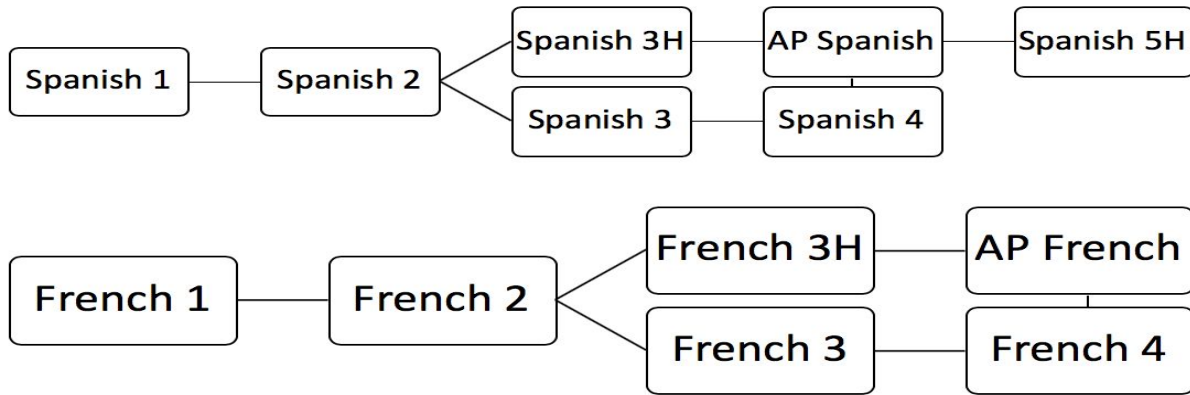 Spanish 1
Spanish 2
Spanish 3H
AP Spanish
Spanish 5H
Spanish 3
Spanish 4
French 1
French 2
French 3H
AP French
French 3
French 4